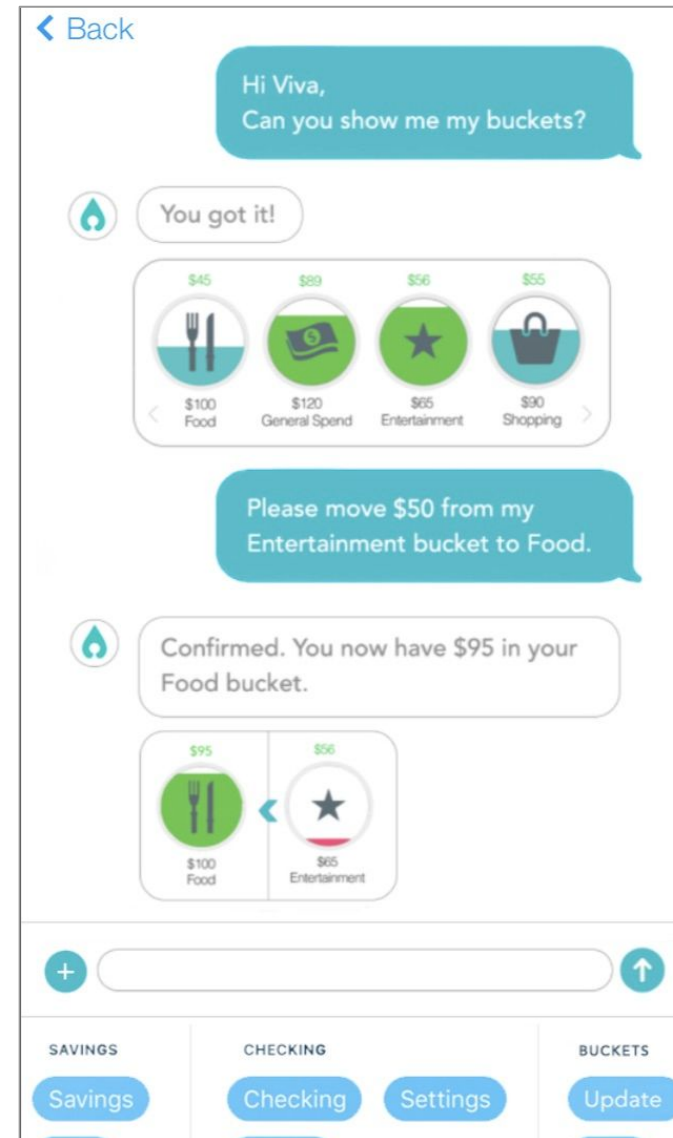 Back
Hi Viva,
Can you show me my buckets?
You got it!
$45 $89 $56 $55
$100 $120 $65 $90
Food General Spend Entertainment Shopping
Please move $50 from my
Entertainment bucket to Food.
Confirmed. You now have $95 in your
Food bucket.
$95 $56
$100 $65
Food Entertainment
SAVINGS CHECKING BUCKETS
Savings Checking Settings Update